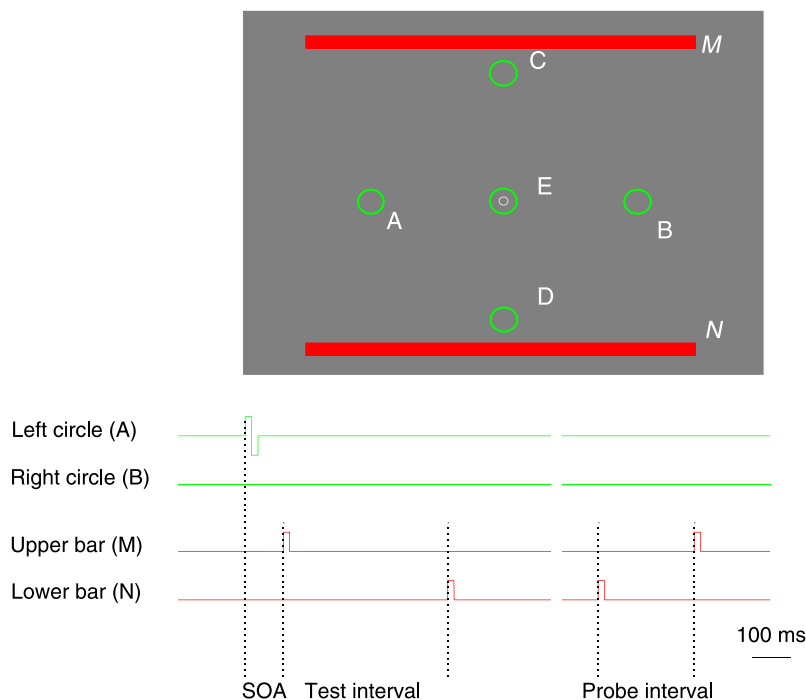 M
C
E
A
B
D
N
Left circle (A)
Right circle (B)
Upper bar (M)
Lower bar (N)
100 ms
SOA Test interval Probe interval